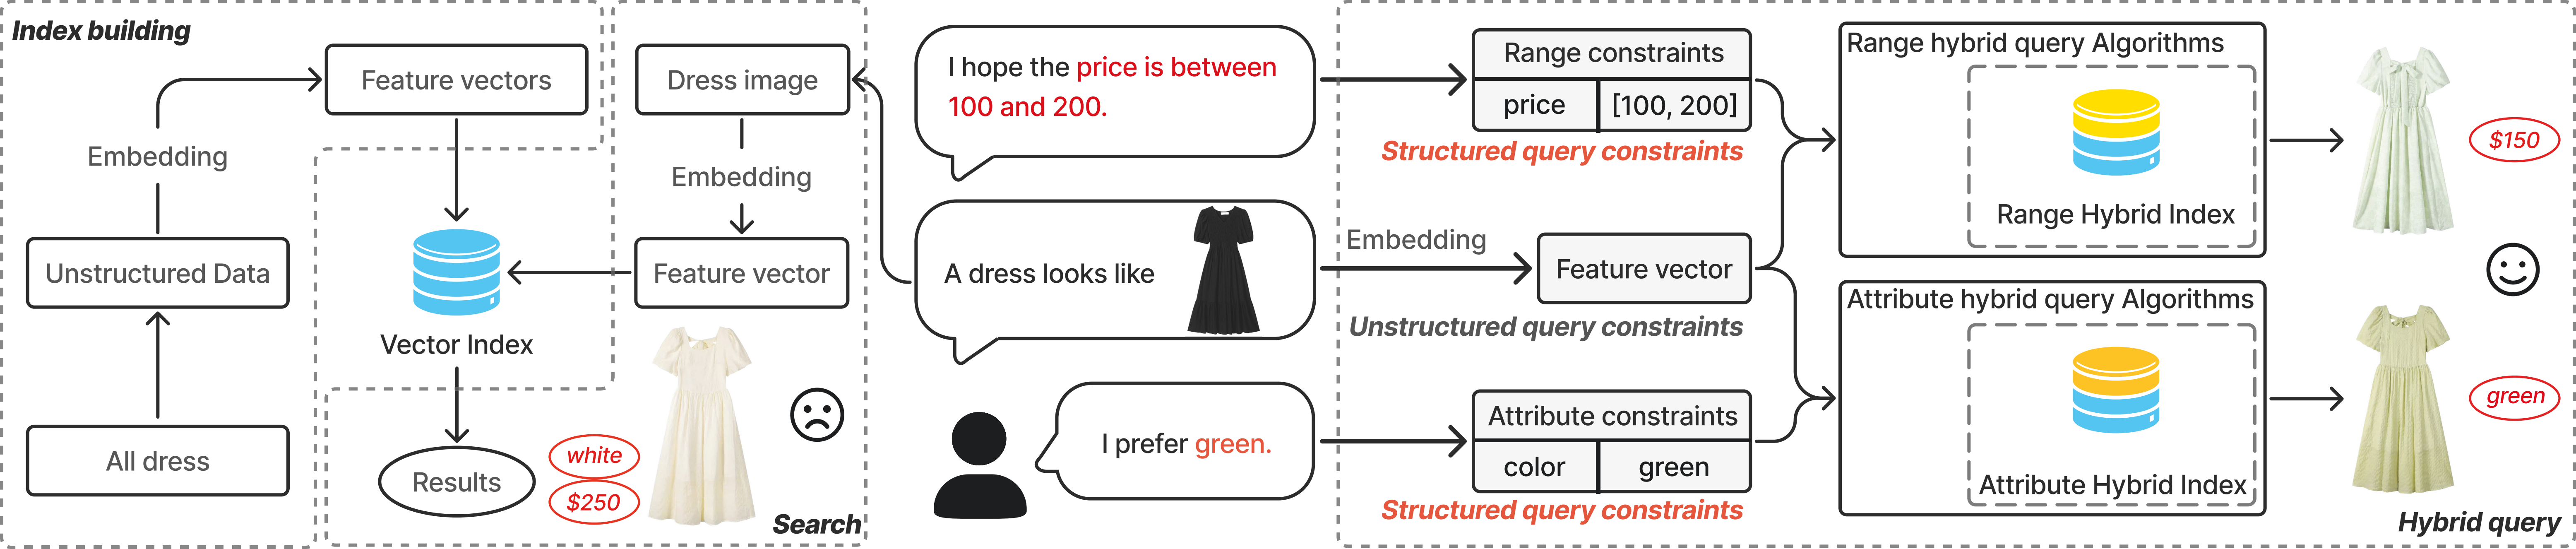 Index building
Feature vectors
Embedding
Unstructured Data
All dress
Vector Index
Results
Dress image
Embedding
Feature vector
white
$250
Search
I hope the price is between
100 and 200.
A dress looks like
I prefer green.
Range constraints
price [100, 200]
Structured query constraints
Embedding
Feature vector
Unstructured query constraints
Attribute constraints
color green
Structured query constraints
Range hybrid query Algorithms
Range Hybrid Index
$150
Attribute hybrid query Algorithms
Attribute Hybrid Index
green
Hybrid query